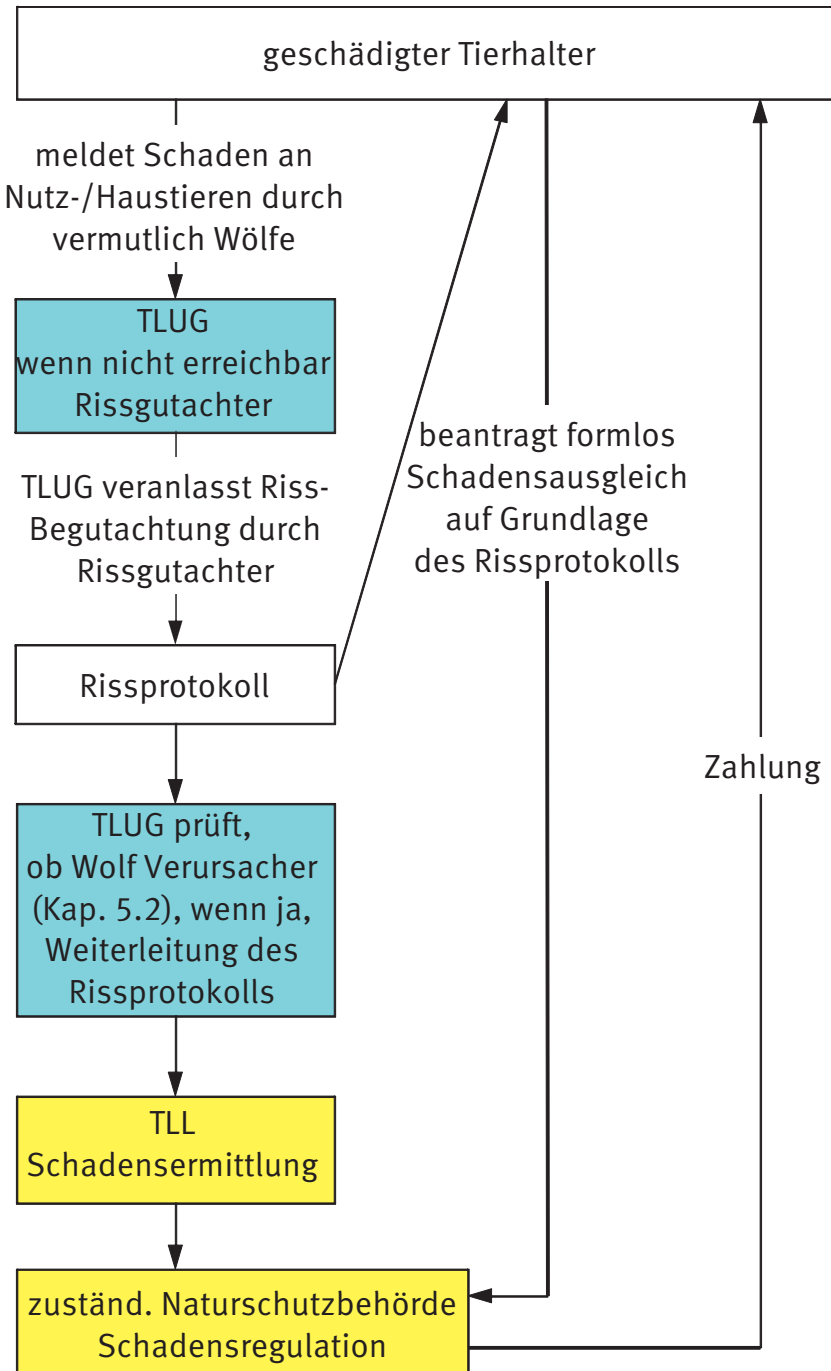 geschädigter Tierhalter
meldet Schaden an
Nutz-/Haustieren durch
vermutlich Wölfe
TLUG
wenn nicht erreichbar
Rissgutachter
TLUG veranlasst Riss-
Begutachtung durch
Rissgutachter
beantragt formlos
Schadensausgleich
auf Grundlage
des Rissprotokolls
Rissprotokoll
Zahlung
TLUG prüft,
ob Wolf Verursacher
(Kap. 5.2), wenn ja,
Weiterleitung des
Rissprotokolls
TLL
Schadensermittlung
zuständ. Naturschutzbehörde
Schadensregulation